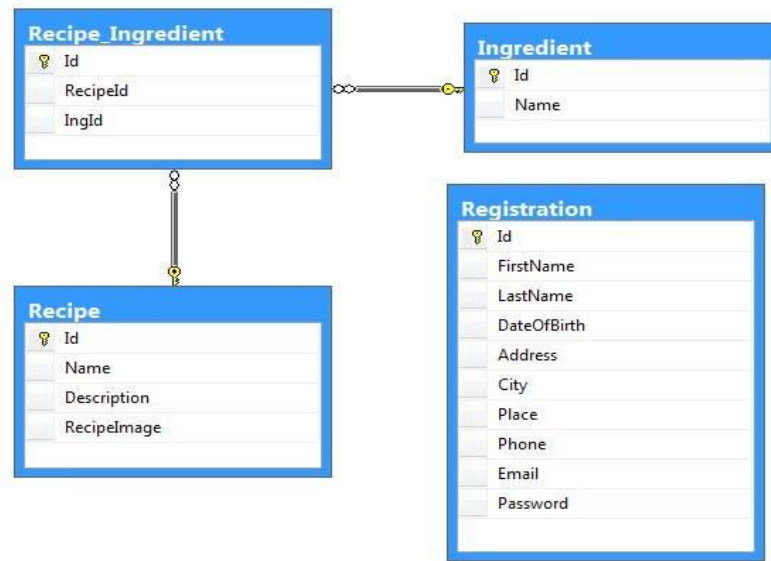 Recipe_Ingredient
Id
RecipeId
IngId
Ingredient
Id
Name
Recipe
Id
Name
Description
RecipeImage
Registration
Id
FirstName
LastName
DateOfBirth
Address
City
Place
Phone
Email
Password